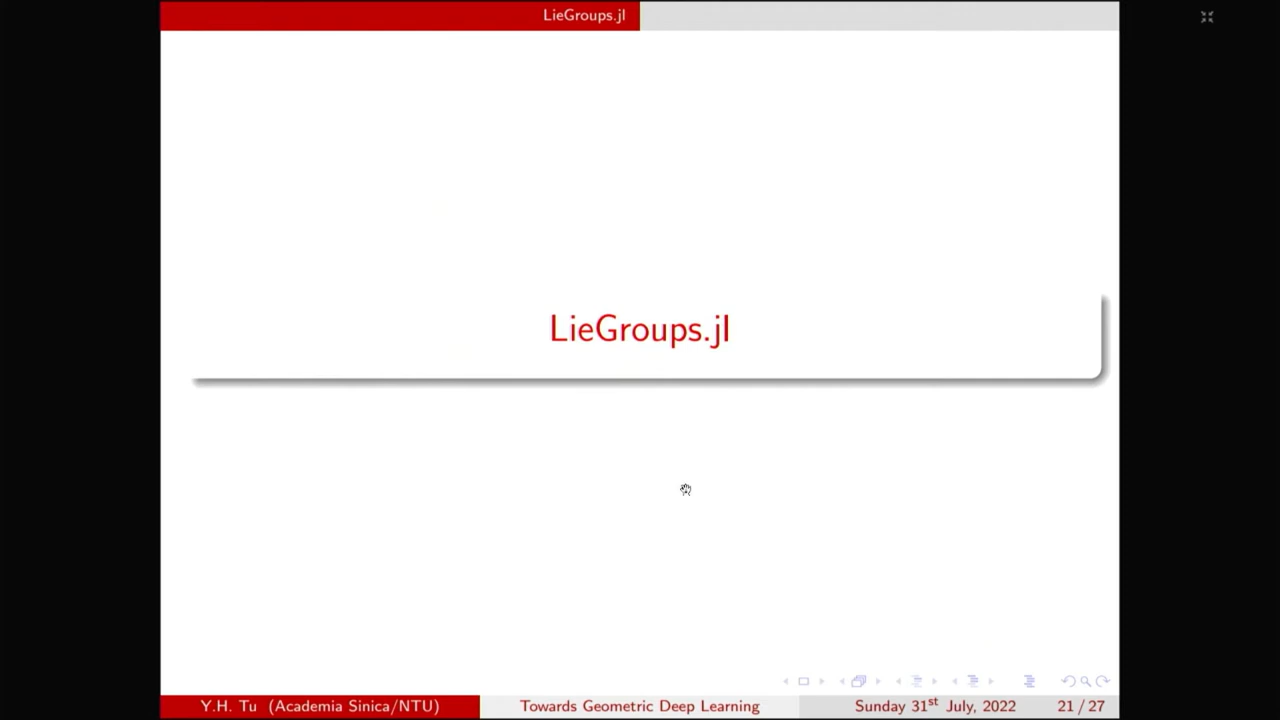 LieGroups.jl
LieGroups.jl
Y.H. Tu (Academia Sinica/NTU) Towards Geometric Deep Learning Sunday 31st July, 2022 21 / 27